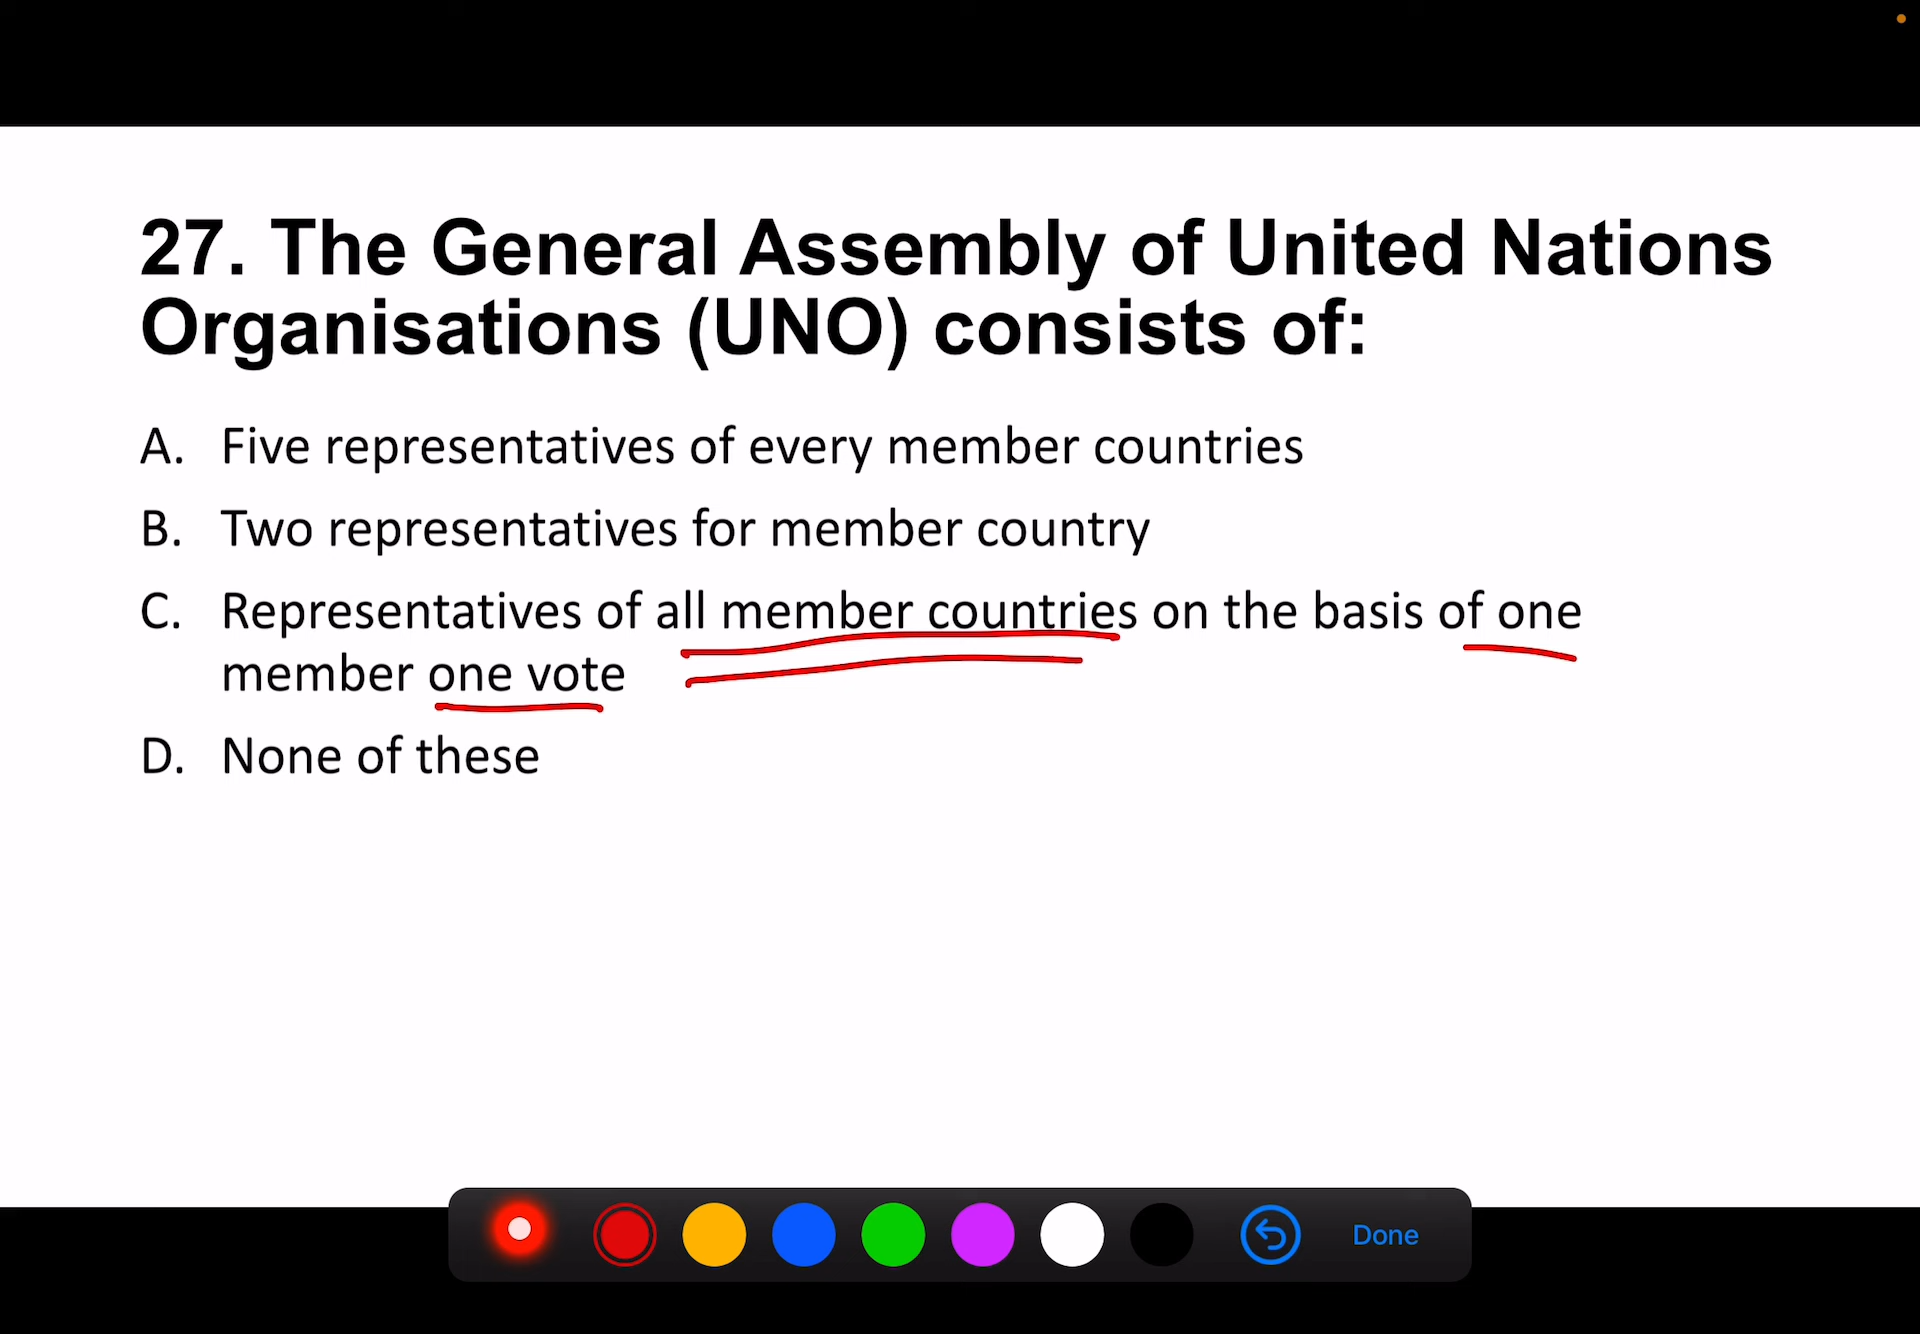 27. The General Assembly of United Nations
Organisations (UNO) consists of:
A. Five representatives of every member countries
B. Two representatives for member country
C. Representatives of all member countries on the basis of one
member one vote
D. None of these
Done